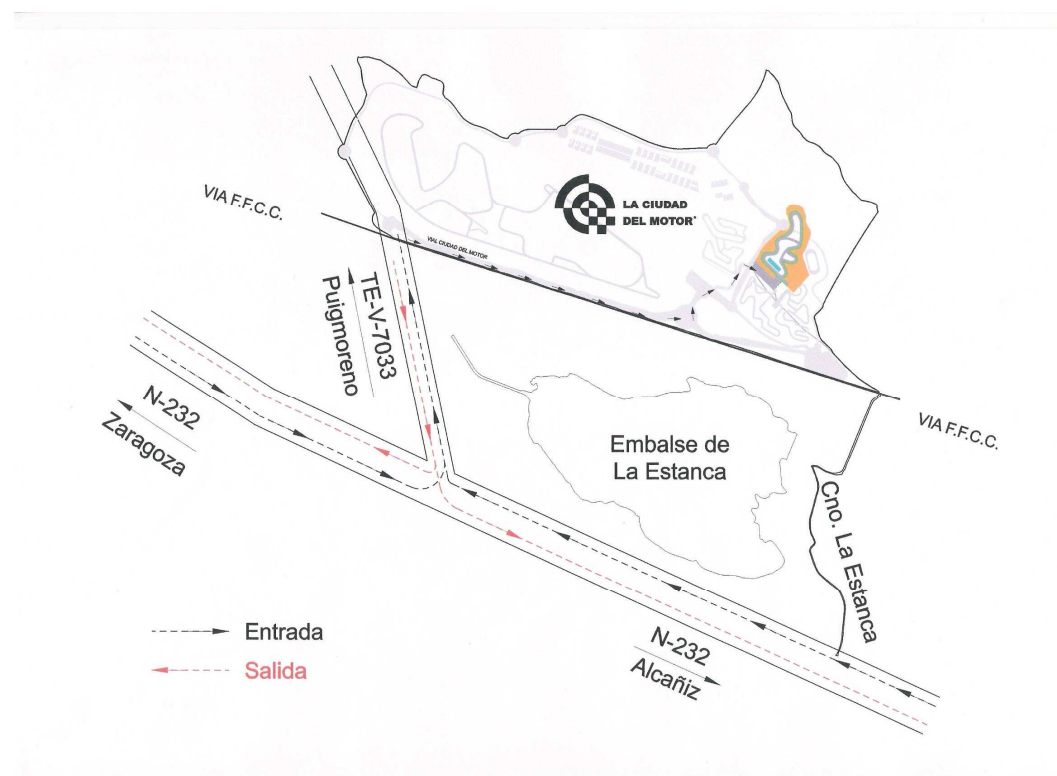 VIA F.F.C.C.
LA CIUDAD
DEL MOTOR
VIAL CIUDAD DEL MOTOR
TE-V-7033
Puigmoreno
N-232
Zaragoza
Embalse de
La Estanca
VIA F.F.C.C.
Cno. La Estanca
Entrada
Salida
N-232
Alcañiz